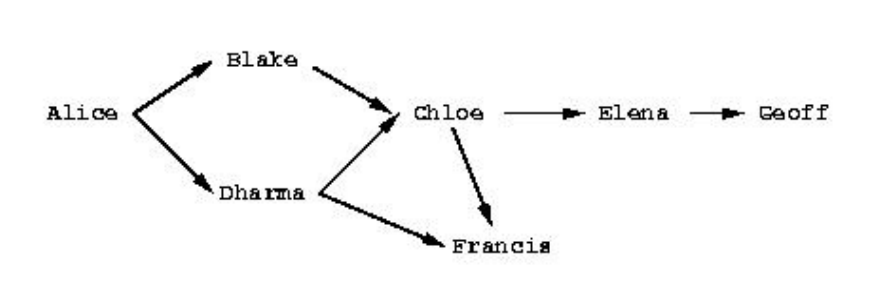 Blake
Alice
Chloe
Elena
Geoff
Dharma
Francis